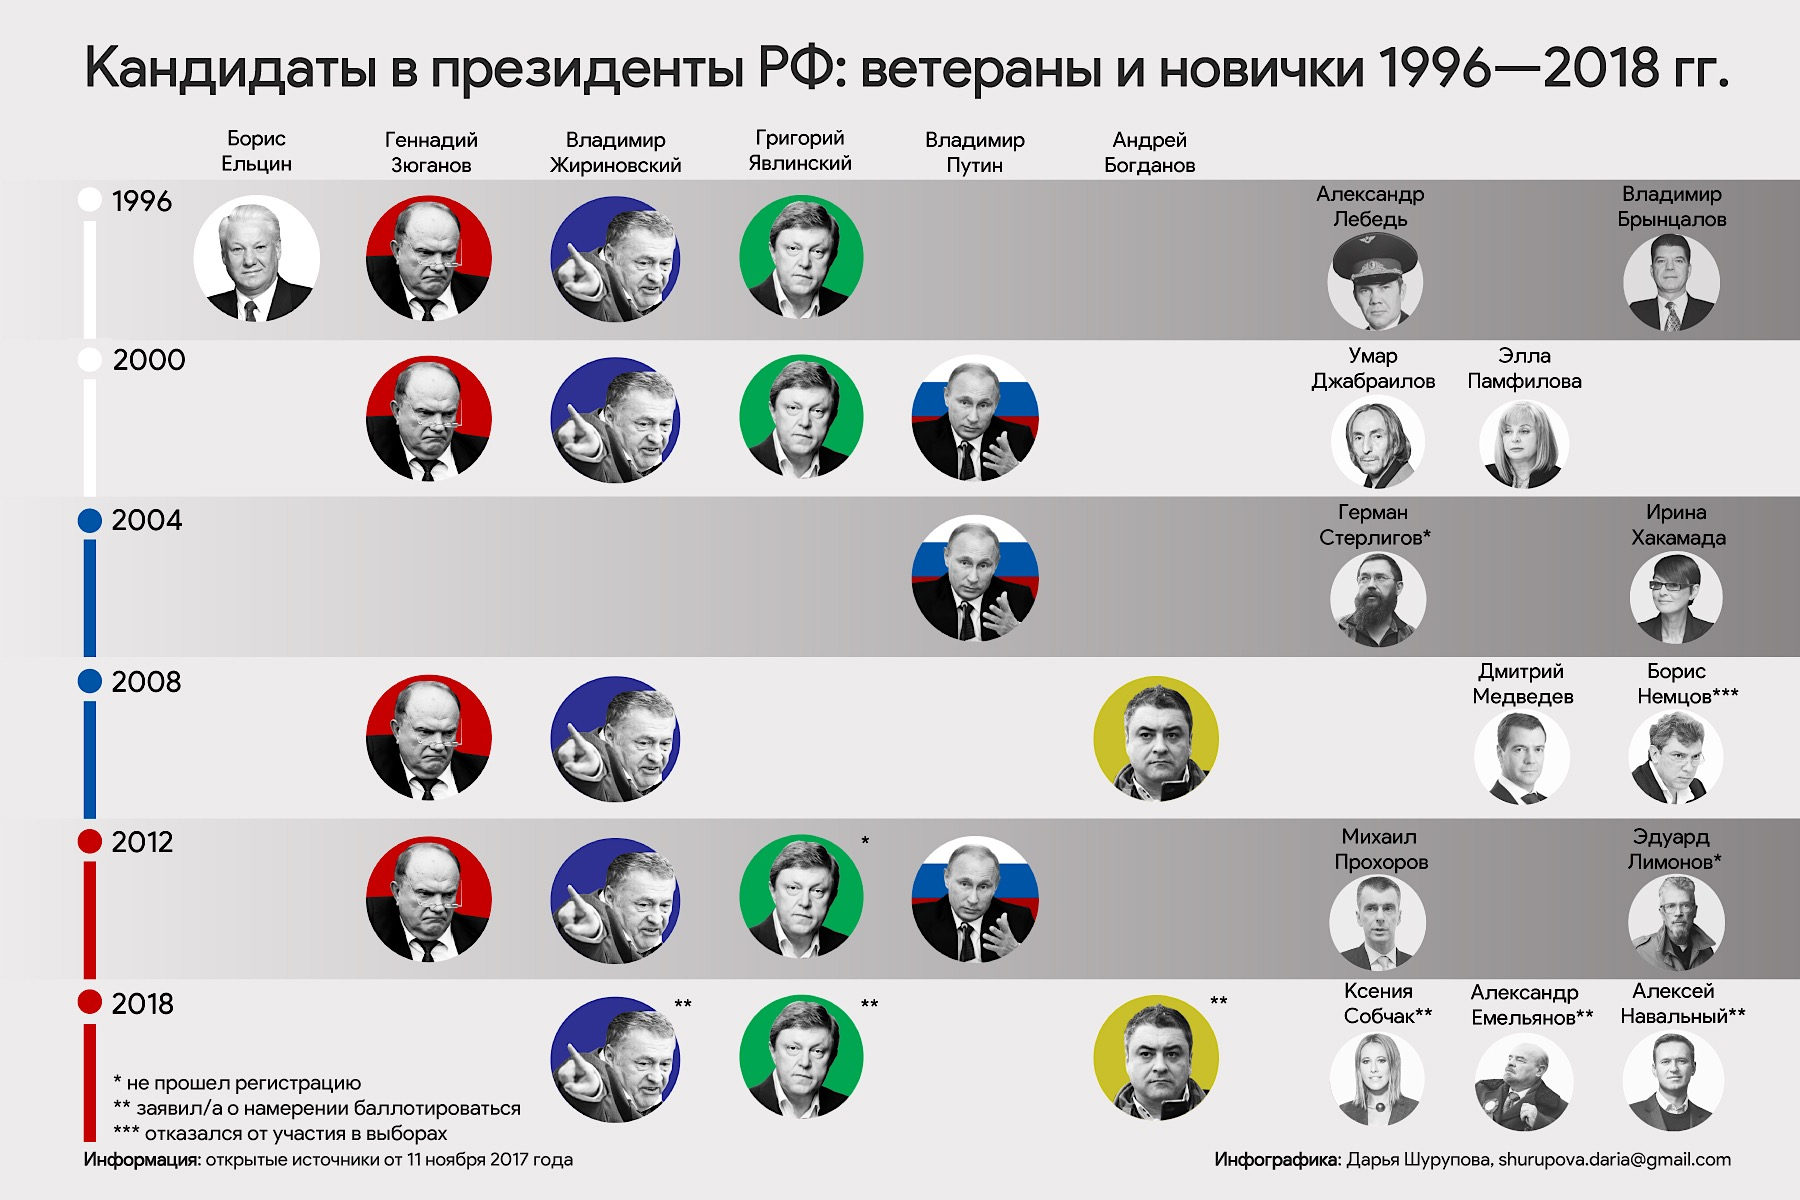 Кандидаты в президенты РФ: ветераны и новички 1996—2018 гг.
Борис
Ельцин
Геннадий
Зюганов
Владимир
Жириновский
Григорий
Явлинский
Владимир
Путин
Андрей
Богданов
1996
Александр
Лебедь
Владимир
Брынцалов
2000
Умар
Джабраилов
Элла
Памфилова
2004
Герман
Стерлигов*
Ирина
Хакамада
2008
Дмитрий
Медведев
Борис
Немцов***
2012
*
Михаил
Прохоров
Эдуард
Лимонов*
2018
**
**
**
Ксения
Собчак**
Александр
Емельянов**
Алексей
Навальный**
* не прошел регистрацию
** заявил/а о намерении баллотироваться
*** отказался от участия в выборах
Информация: открытые источники от 11 ноября 2017 года
Инфографика: Дарья Шурупова, shurupova.daria@gmail.com